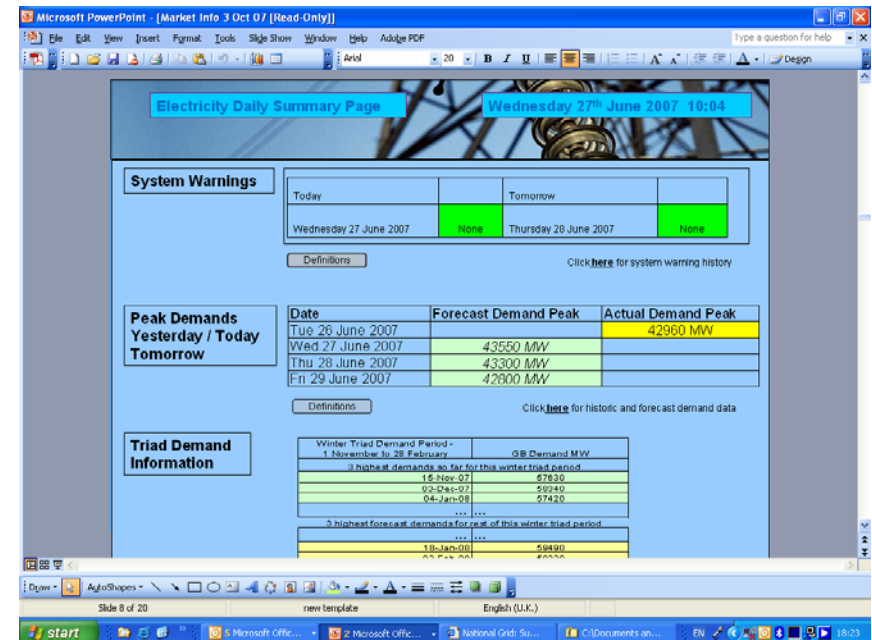 Microsoft PowerPoint - [Market Info 3 Oct 07 [Read-Only]]
File Edit View Insert Format Tools Slide Show Window Help Adobe PDF
Type a question for help
Arial 20 B I U Design
Electricity Daily Summary Page
Wednesday 27th June 2007 10:04
System Warnings
Today Tomorrow
Wednesday 27 June 2007 None Thursday 28 June 2007 None
Definitions
Click here for system warning history
Peak Demands
Yesterday / Today
Tomorrow
Date Forecast Demand Peak Actual Demand Peak
Tue 26 June 2007 42960 MW
Wed 27 June 2007 43550 MW
Thu 28 June 2007 43300 MW
Fri 29 June 2007 42800 MW
Definitions
Click here for historic and forecast demand data
Triad Demand
Information
Winter Triad Demand Period -
1 November to 28 February GB Demand MW
3 highest demands so far for this winter triad period
15-Nov-07 57630
03-Dec-07
04-Jan-08 57420
... ...
3 highest forecast demands for rest of this winter triad period
... ...
18-Jan-08 59490
Draw AutoShapes
Slide 8 of 20 new template English (U.K.)
start 5 Microsoft Offic... 2 Microsoft Offic... National Grid: Su... C:\Documents an... EN 18:23